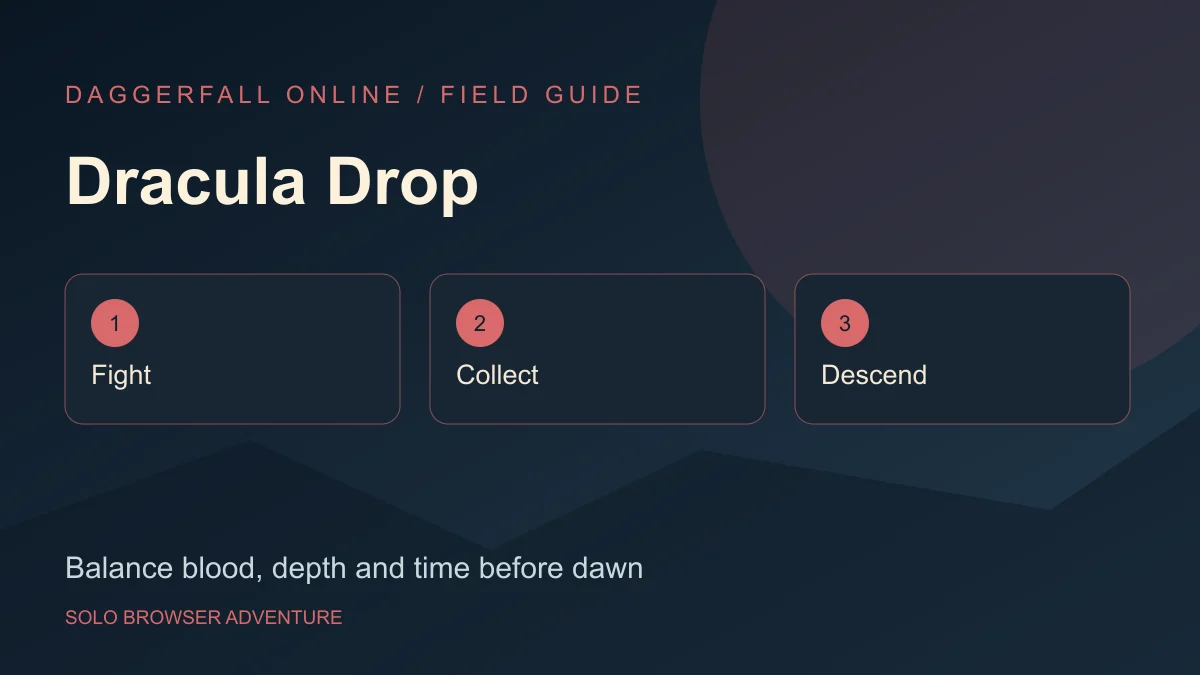 DAGGERFALL ONLINE / FIELD GUIDE
Dracula Drop
1
Fight
2
Collect
3
Descend
Balance blood, depth and time before dawn
SOLO BROWSER ADVENTURE